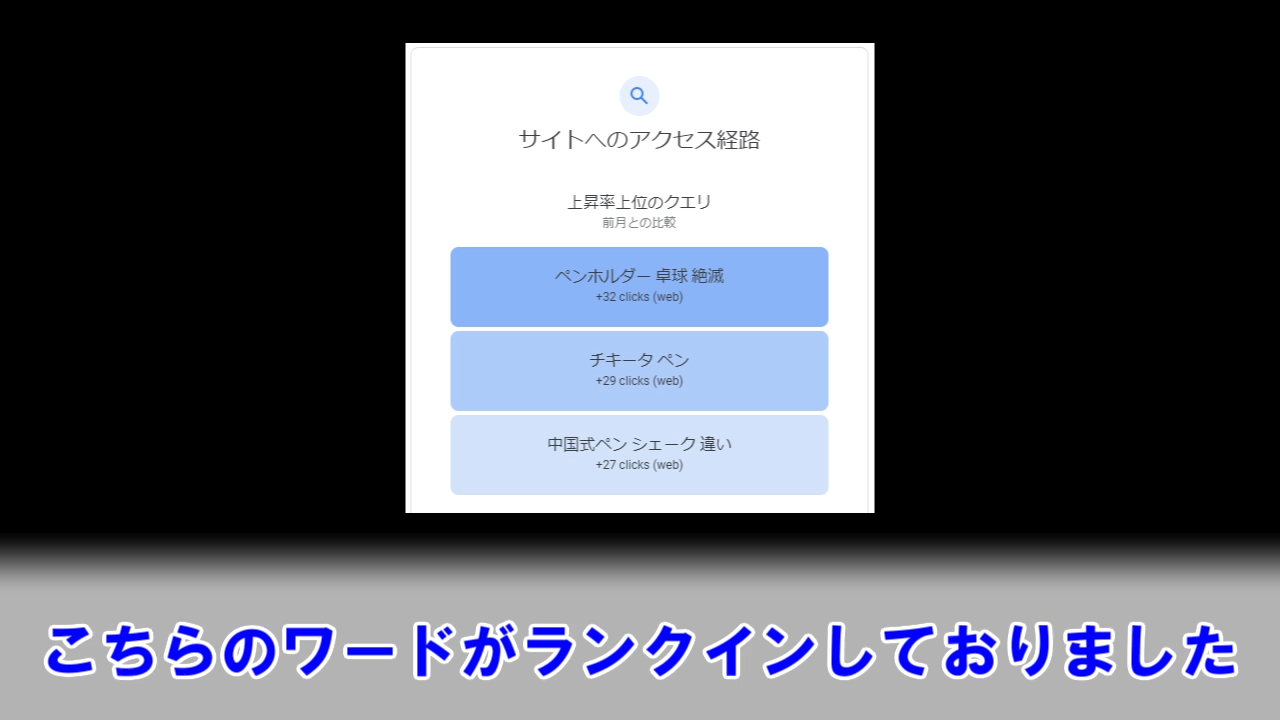 サイトへのアクセス経路
上昇率上位のクエリ
前月との比較
ペンホルダー 卓球 絶滅
+32 clicks (web)
チキータ ペン
+29 clicks (web)
中国式ペン シェーク 違い
+27 clicks (web)
こちらのワードがランクインしておりました